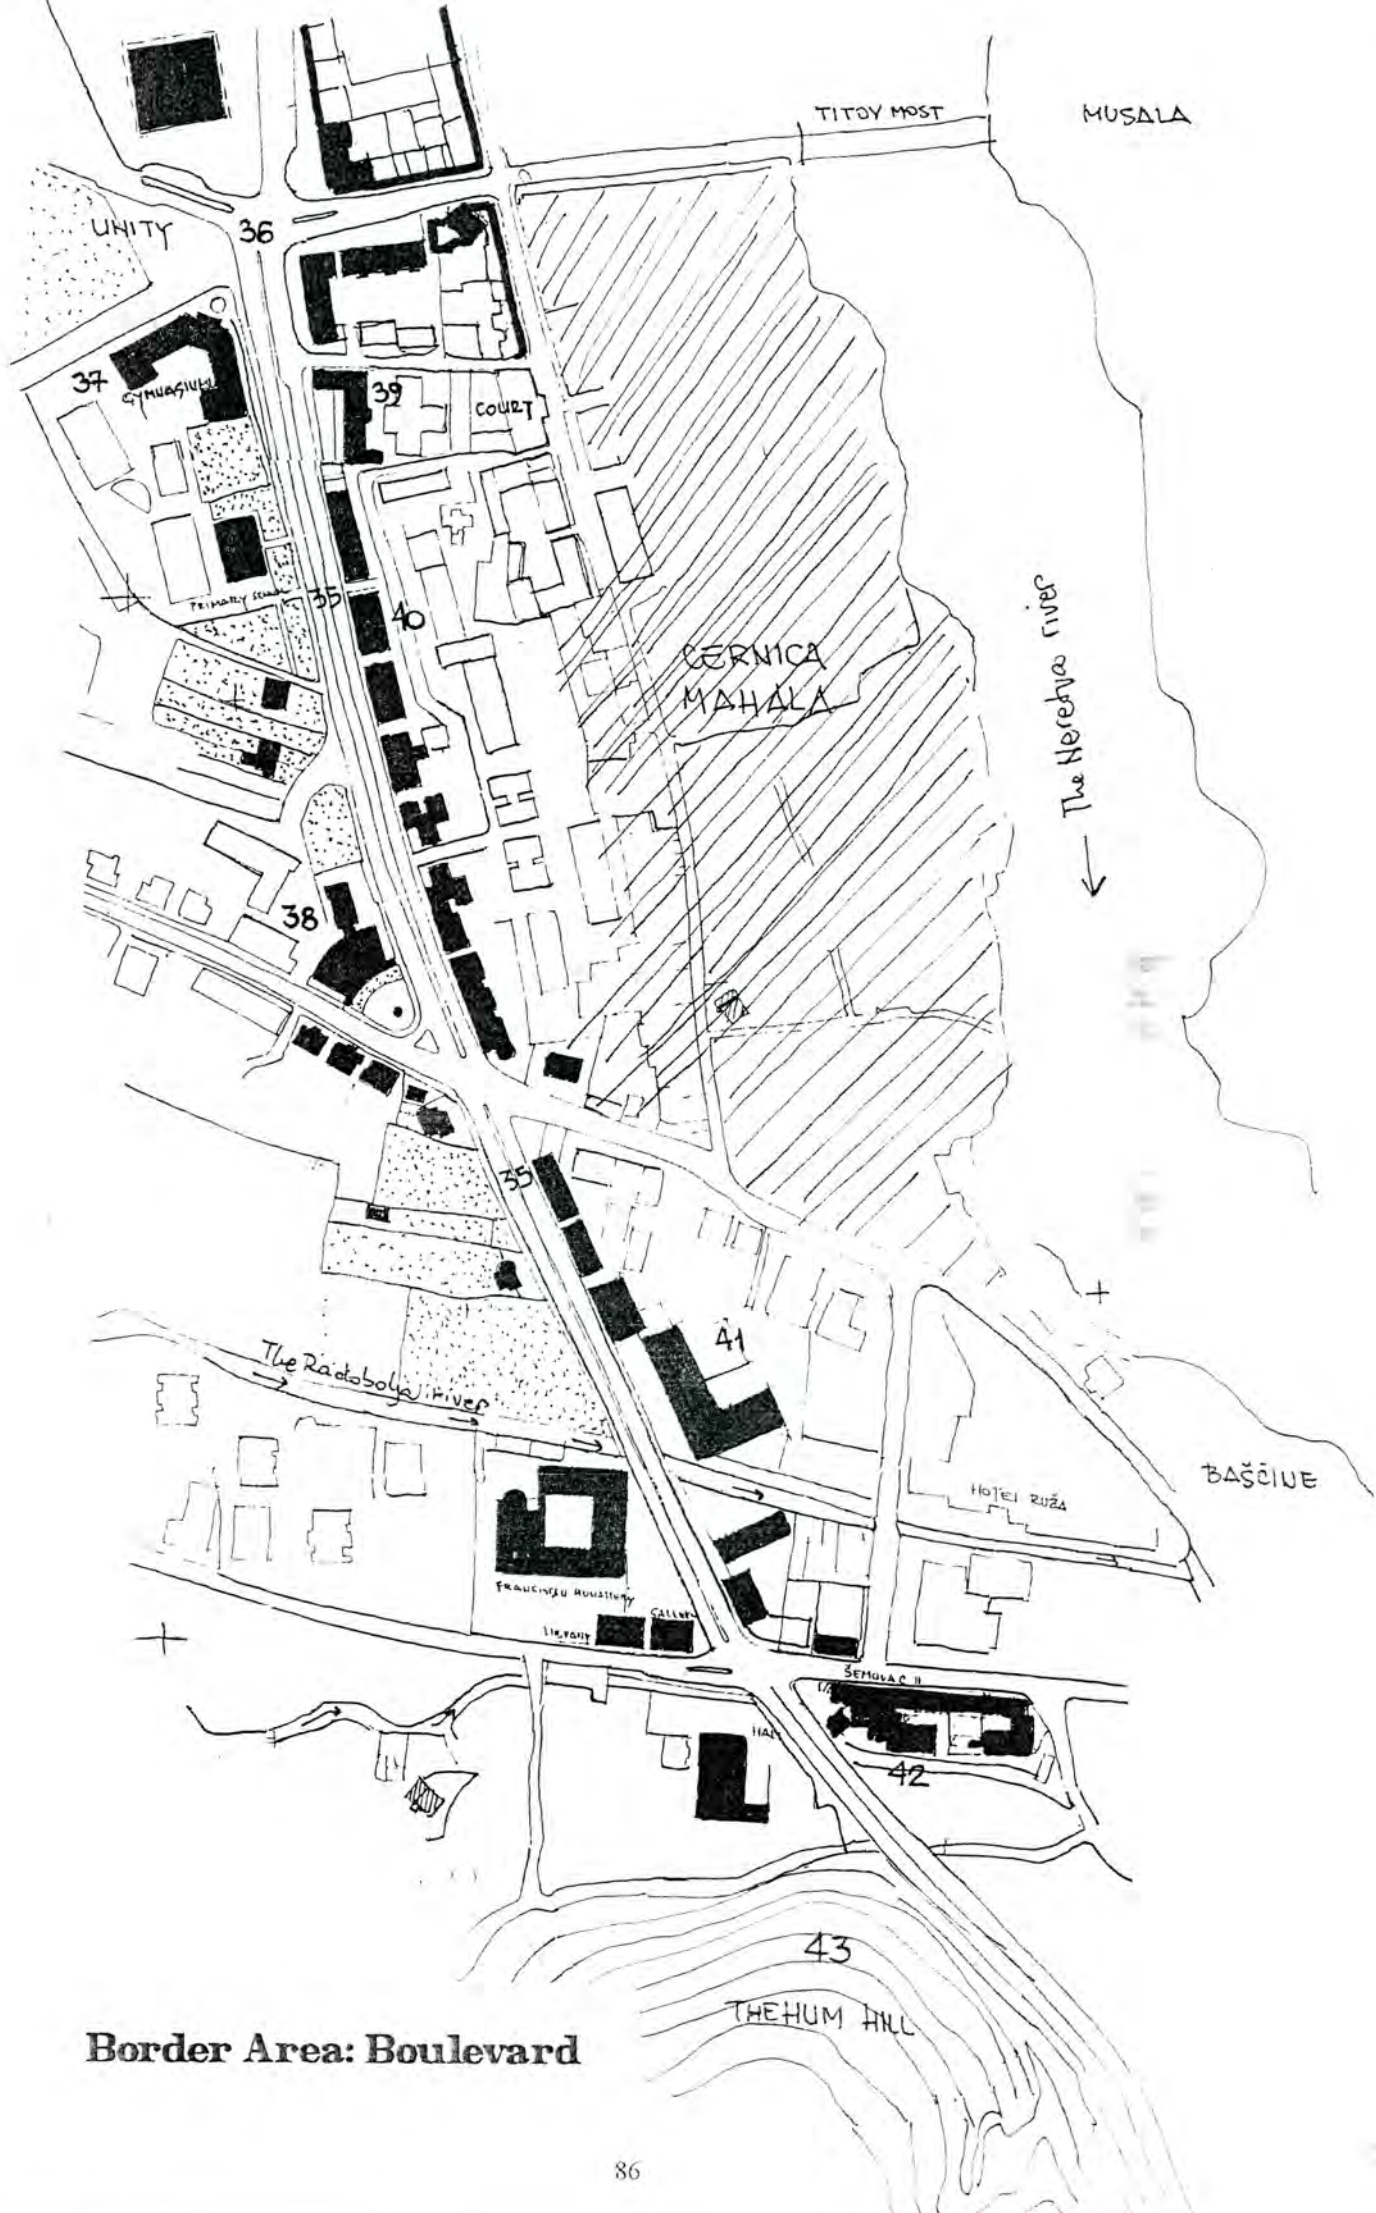 TITOV MOST
MUSALA
UNITY
36
37
GYMNASIUM
39
COURT
PRIMARY SCHOOL
35
40
CERNICA
MAHALA
The Neretva river
38
35
41
The Radobolja river
HOTEL RUŽA
BAŠČINE
FRANCISCAN MONASTERY
LIBRARY
GALLERY
ŠEMOVAC II
42
43
THE HUM HILL
Border Area: Boulevard
86